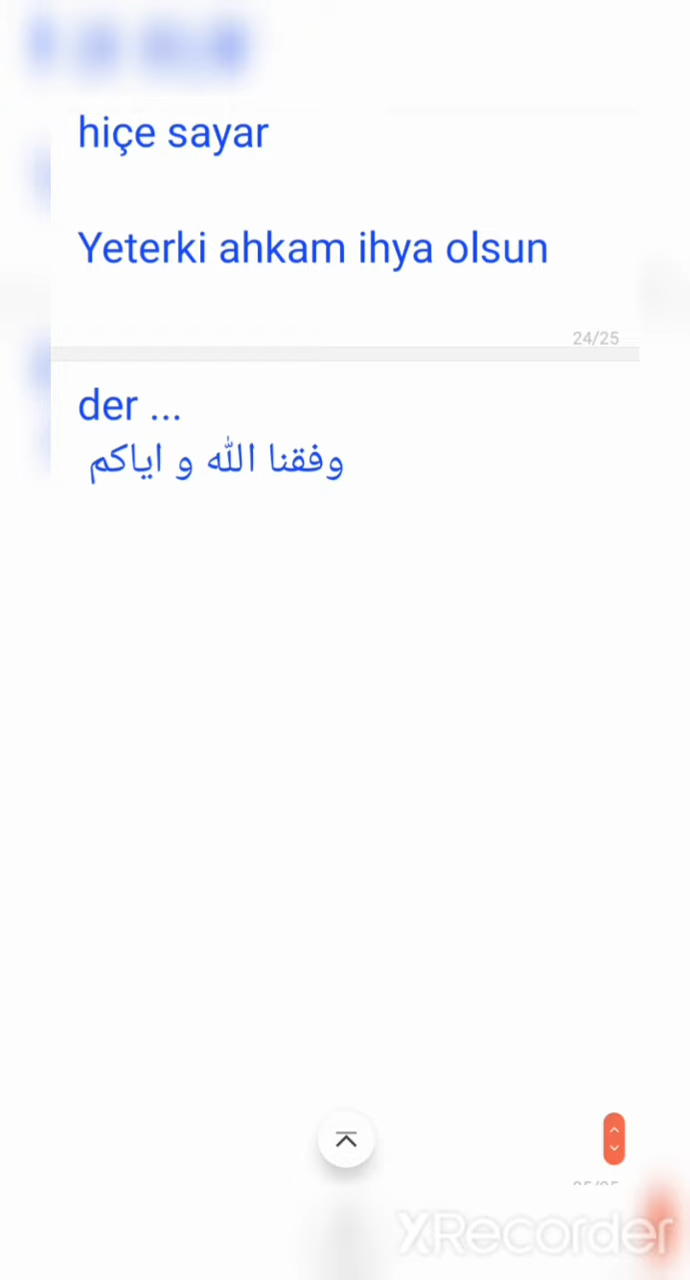 hiçe sayar
Yeterki ahkam ihya olsun
24/25
der ...
وفقنا الله و اياكم
XRecorder